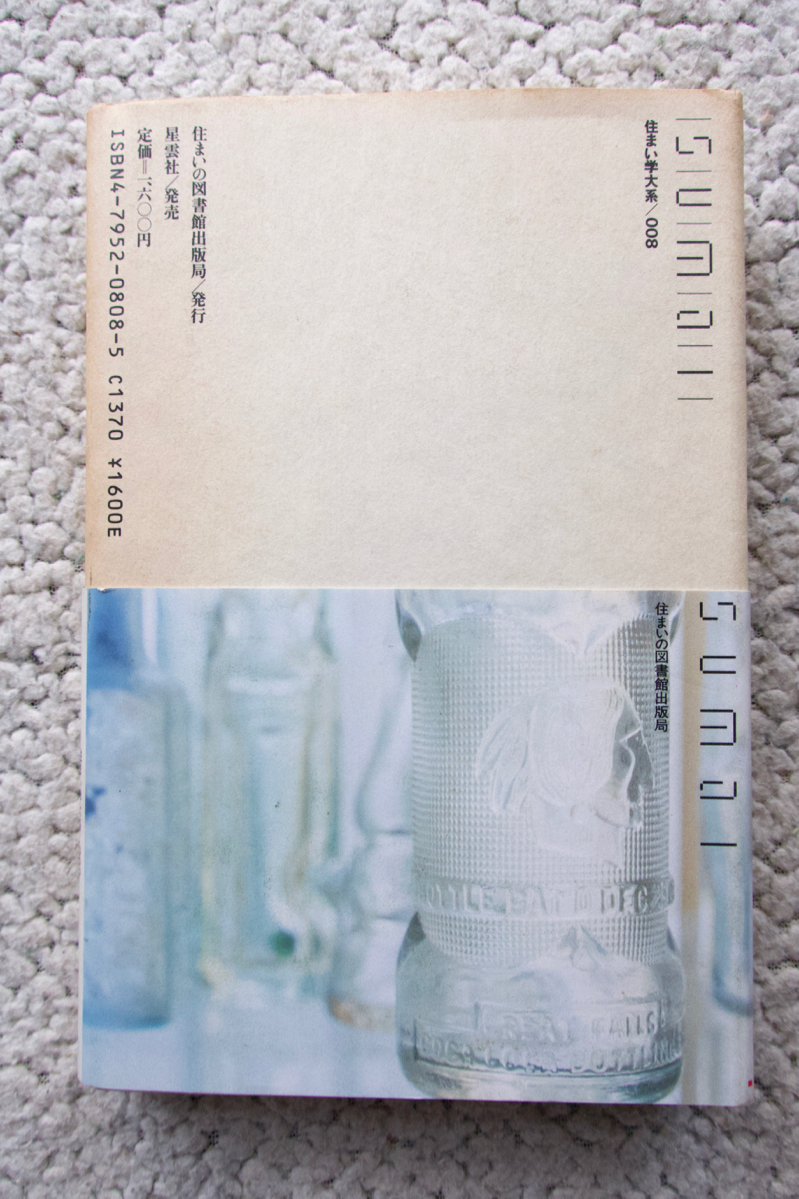 sumai
住まい学大系/008
住まいの図書館出版局/発行
星雲社/発売
定価=一、六〇〇円
ISBN4-7952-0808-5 C1370 ¥1600E
sumai
住まいの図書館出版局
GREAT FALLS